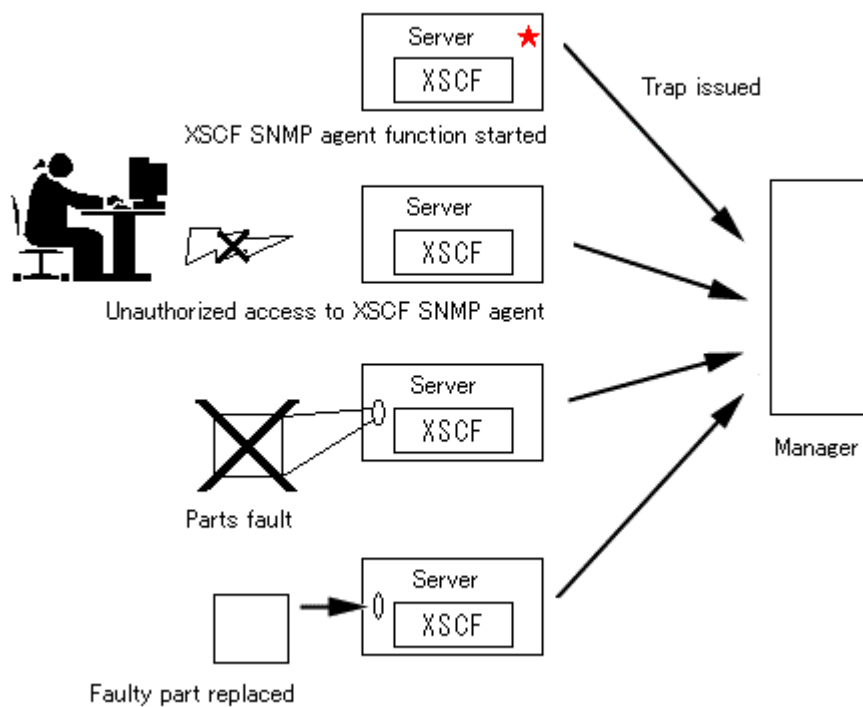 Server
XSCF
Trap issued
XSCF SNMP agent function started
Server
XSCF
Unauthorized access to XSCF SNMP agent
Server
XSCF
Manager
Parts fault
Server
XSCF
Faulty part replaced